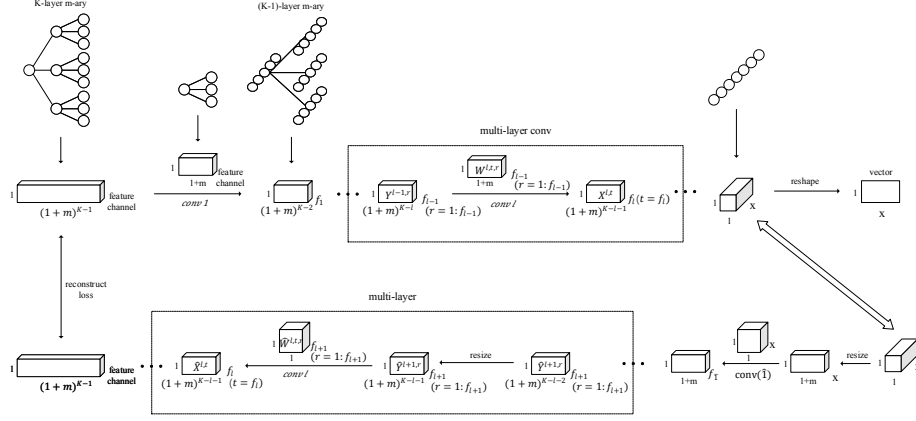 K-layer m-ary
(K-1)-layer m-ary
multi-layer conv
1
(1 + m)^{K-1}
feature
channel
1
1+m
feature
channel
conv 1
1
(1 + m)^{K-2}
f_1
1
Y^{l-1,r}
(1 + m)^{K-l}
f_{l-1}
(r = 1: f_{l-1})
1
W^{l,t,r}
1+m
f_{l-1}
(r = 1: f_{l-1})
conv l
1
X^{l,t}
(1 + m)^{K-l-1}
f_l(t = f_l)
1
1
X
reshape
vector
1
X
reconstruct
loss
multi-layer
1
(1 + m)^{K-1}
feature
channel
1
X̂^{l,t}
(1 + m)^{K-l-1}
f_l
(t = f_l)
1
Ŵ^{l,t,r}
1
f_{l+1}
(r = 1: f_{l+1})
conv l
1
Ŷ^{l+1,r}
(1 + m)^{K-l-1}
f_{l+1}
(r = 1: f_{l+1})
resize
1
Ŷ^{l+1,r}
(1 + m)^{K-l-2}
f_{l+1}
(r = 1: f_{l+1})
1
1+m
1
1
X
conv(1̂)
1
1+m
X
resize
1
1